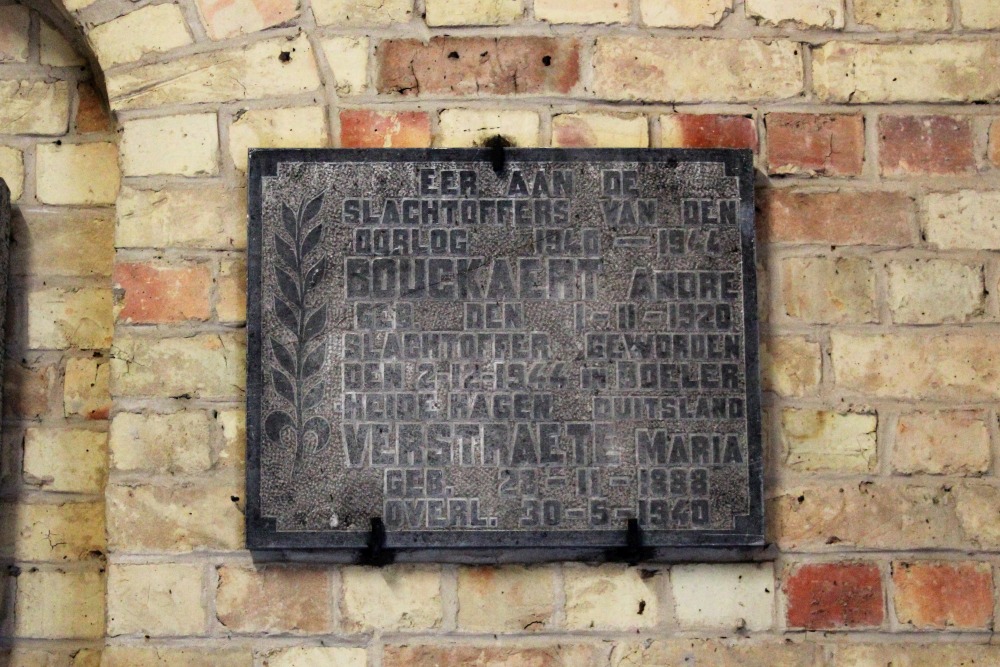 EER AAN DE
SLACHTOFFERS VAN DEN
OORLOG 1940 - 1944
BOUCKAERT ANDRE
GEB. DEN 1-11-1920
SLACHTOFFER GEWORDEN
DEN 2-12-1944 IN BOELER
HEIDE HAGEN DUITSLAND
VERSTRAETE MARIA
GEB. 28-11-1888
OVERL. 30-5-1940